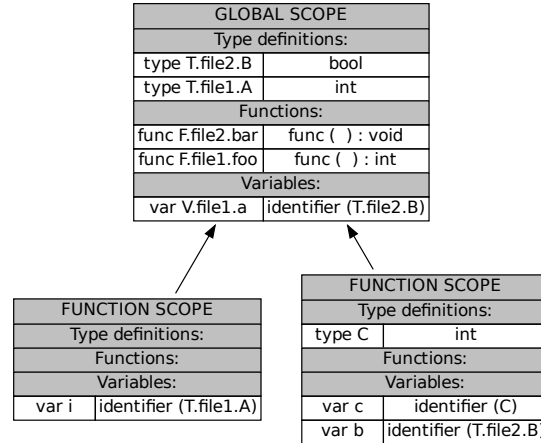 GLOBAL SCOPE
Type definitions:
type T.file2.B bool
type T.file1.A int
Functions:
func F.file2.bar func ( ) : void
func F.file1.foo func ( ) : int
Variables:
var V.file1.a identifier (T.file2.B)
FUNCTION SCOPE
Type definitions:
Functions:
Variables:
var i identifier (T.file1.A)
FUNCTION SCOPE
Type definitions:
type C int
Functions:
Variables:
var c identifier (C)
var b identifier (T.file2.B)